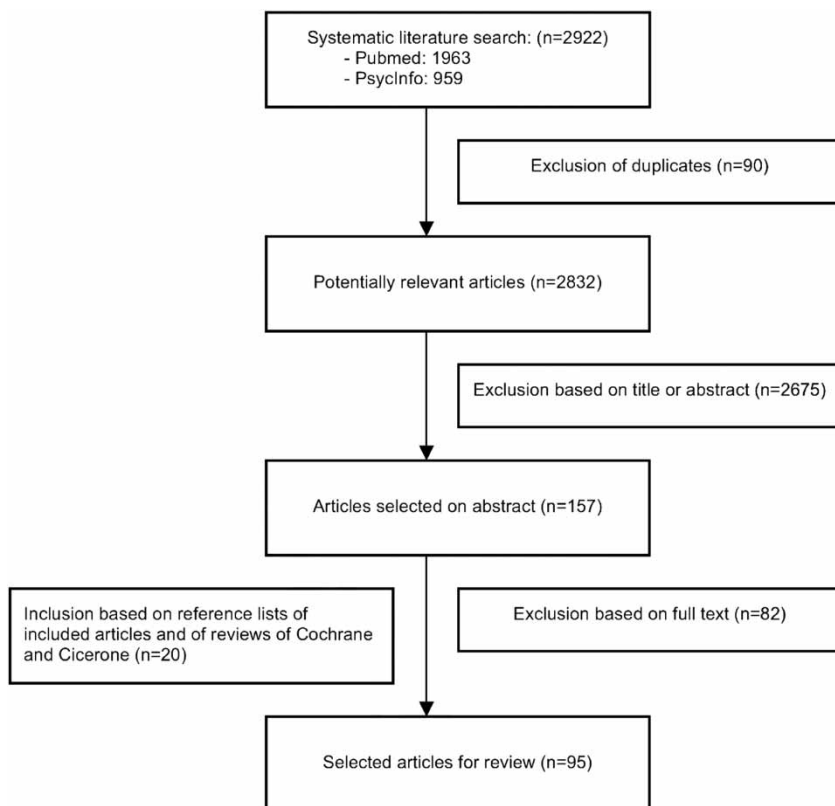 Systematic literature search: (n=2922)
- Pubmed: 1963
- PsycInfo: 959
Exclusion of duplicates (n=90)
Potentially relevant articles (n=2832)
Exclusion based on title or abstract (n=2675)
Articles selected on abstract (n=157)
Inclusion based on reference lists of
included articles and of reviews of Cochrane
and Cicerone (n=20)
Exclusion based on full text (n=82)
Selected articles for review (n=95)